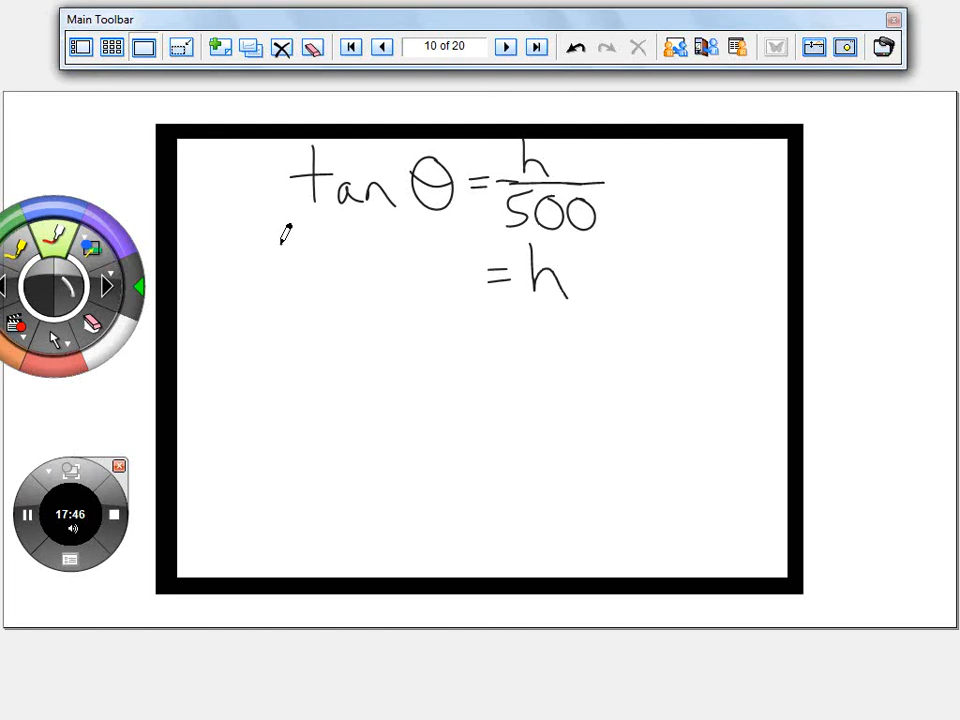 Main Toolbar
10 of 20
tan θ = h/500
= h
17:46